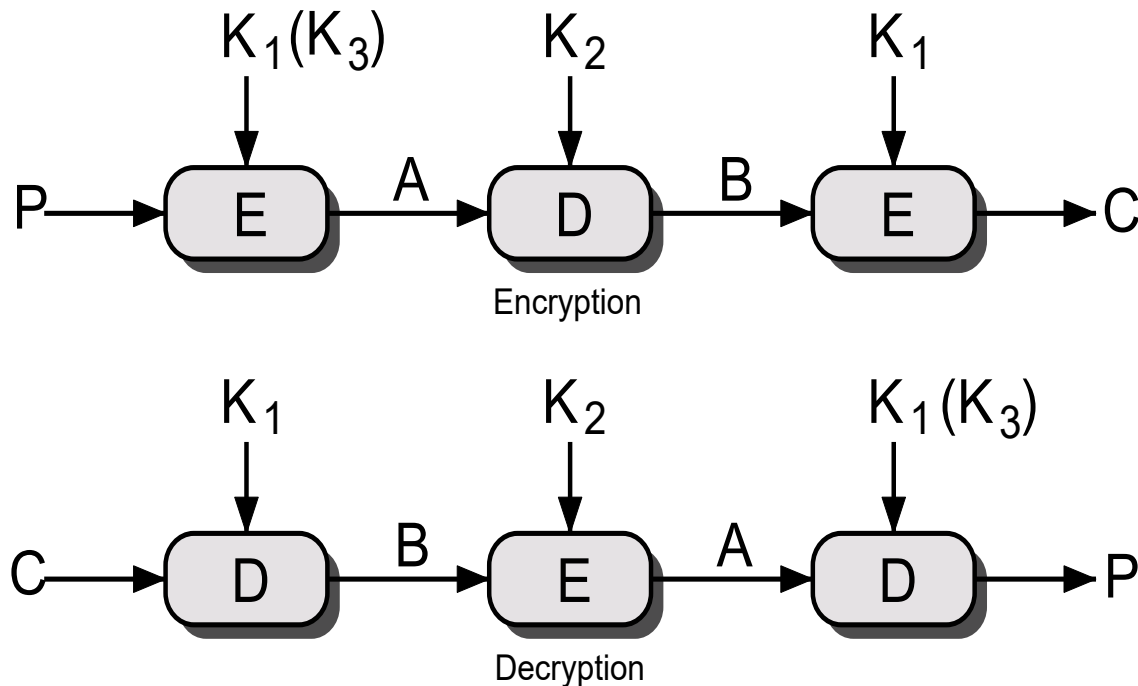 K1(K3) K2 K1
P E A D B E C
Encryption
K1 K2 K1(K3)
C D B E A D P
Decryption